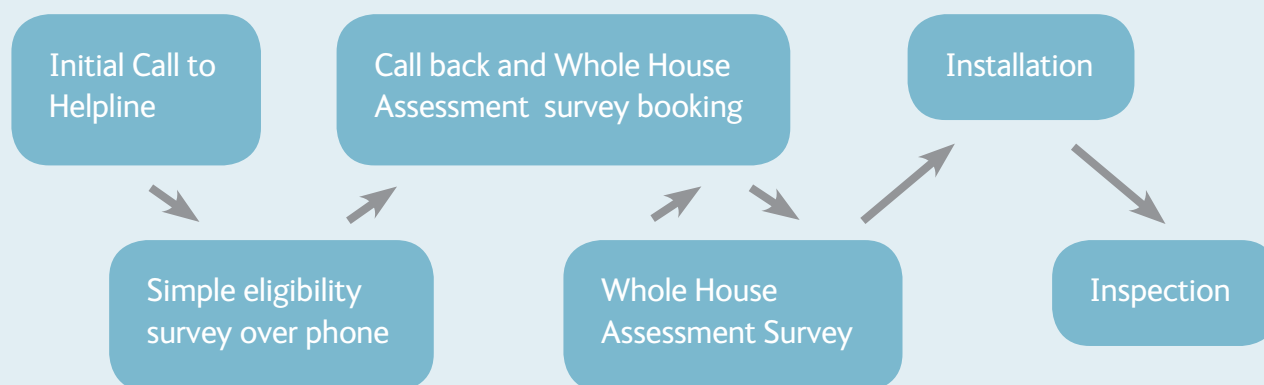 Initial Call to
Helpline
Simple eligibility
survey over phone
Call back and Whole House
Assessment  survey booking
Whole House
Assessment Survey
Installation
Inspection